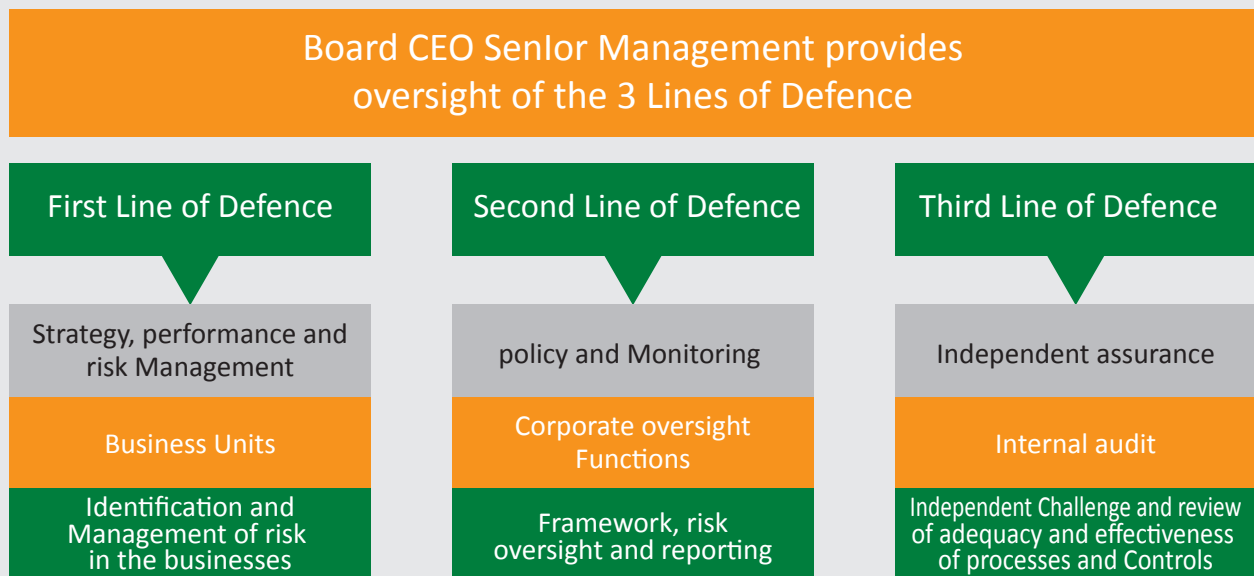 Board CEO SenIor Management provides
oversight of the 3 Lines of Defence
First Line of Defence
Strategy, performance and
risk Management
Business Units
Identification and
Management of risk
in the businesses
Second Line of Defence
policy and Monitoring
Corporate oversight
Functions
Framework, risk
oversight and reporting
Third Line of Defence
Independent assurance
Internal audit
Independent Challenge and review
of adequacy and effectiveness
of processes and Controls